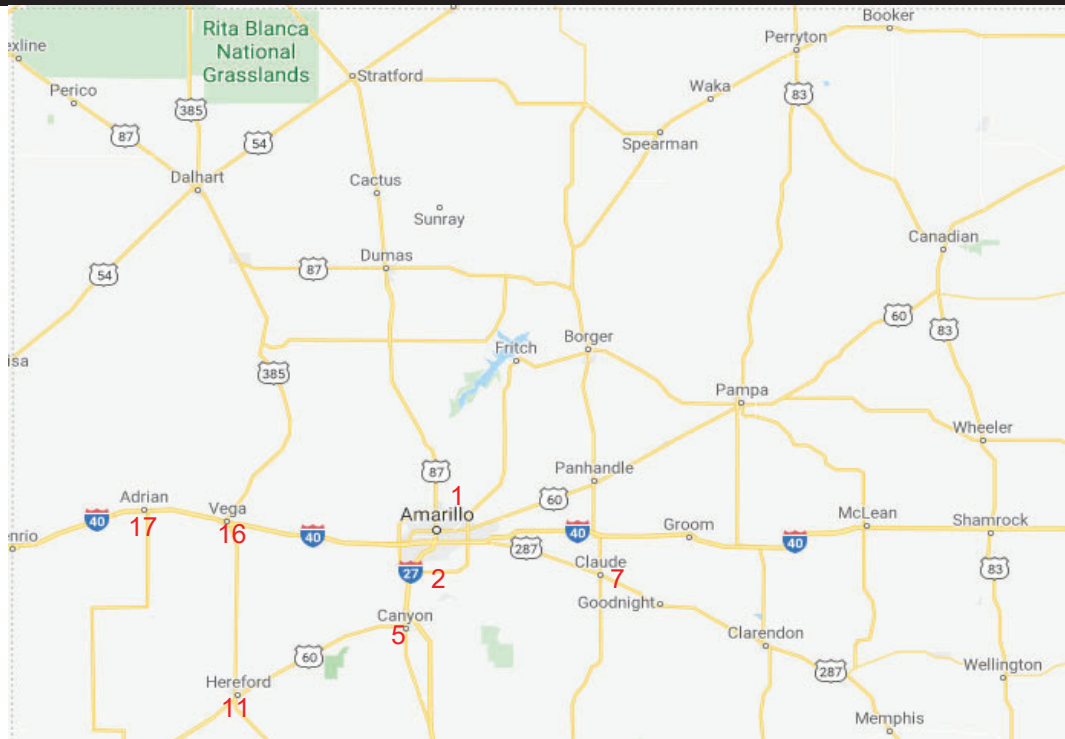 Rita Blanca
National
Grasslands
Booker
Perryton
exline
Stratford
Perico
385
Waka
83
87
54
Spearman
Dalhart
Cactus
Sunray
Canadian
Dumas
54
87
60
83
Borger
Fritch
isa
385
Pampa
Wheeler
87
Panhandle
1
60
Adrian
Vega
Amarillo
McLean
Shamrock
40
17
16
40
40
Groom
40
enrio
287
27
2
Claude
7
83
Canyon
Goodnight
5
Clarendon
60
287
Wellington
Hereford
11
Memphis